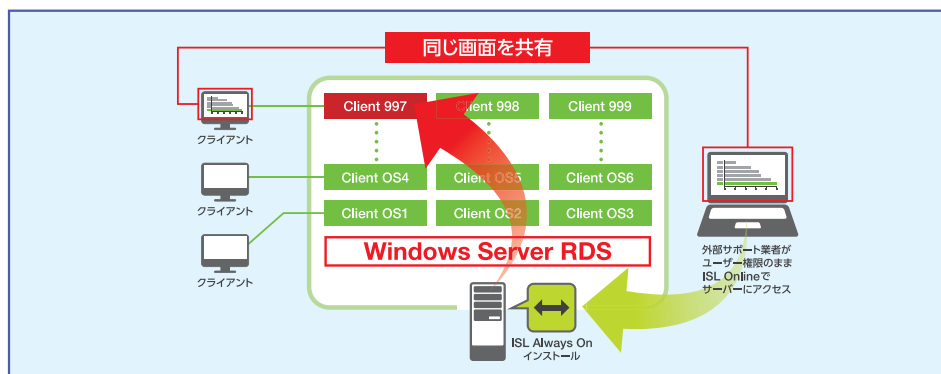 同じ画面を共有
Client 997
Client 998
Client 999
クライアント
Client OS4
Client OS5
Client OS6
クライアント
Client OS1
Client OS2
Client OS3
Windows Server RDS
クライアント
外部サポート業者が
ユーザー権限のまま
ISL Onlineで
サーバーにアクセス
ISL Always On
インストール